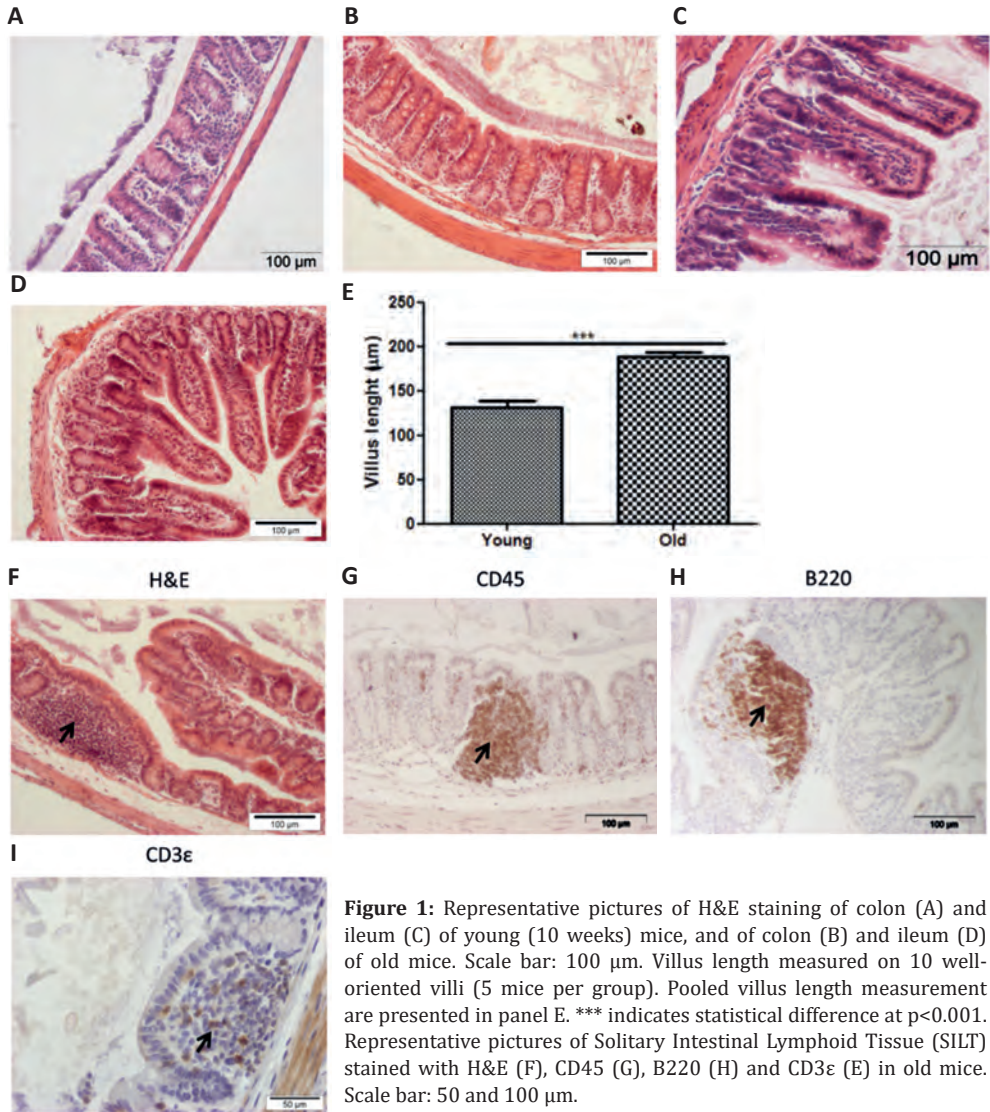 A
B
C
100 µm
100 µm
100 µm
D
E
100 µm
Villus lenght (µm)
250
200
150
100
50
0
***
Young
Old
F
H&E
G
CD45
H
B220
100 µm
100 µm
100 µm
I
CD3ε
50 µm
Figure 1: Representative pictures of H&E staining of colon (A) and
ileum (C) of young (10 weeks) mice, and of colon (B) and ileum (D)
of old mice. Scale bar: 100 µm. Villus length measured on 10 well-
oriented villi (5 mice per group). Pooled villus length measurement
are presented in panel E. *** indicates statistical difference at p<0.001.
Representative pictures of Solitary Intestinal Lymphoid Tissue (SILT)
stained with H&E (F), CD45 (G), B220 (H) and CD3ε (E) in old mice.
Scale bar: 50 and 100 µm.